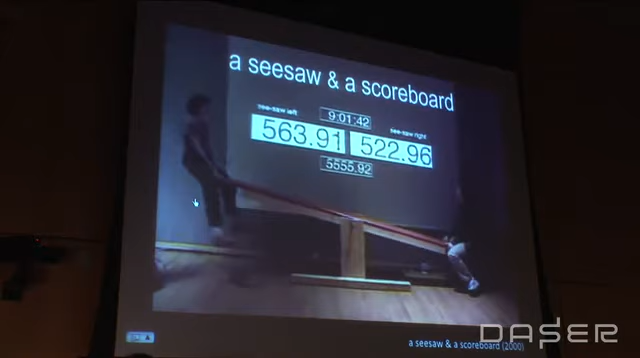 a seesaw & a scoreboard
see-saw left
9:01:42
see-saw right
563.91
522.96
5555.92
a seesaw & a scoreboard (2000)
DASER